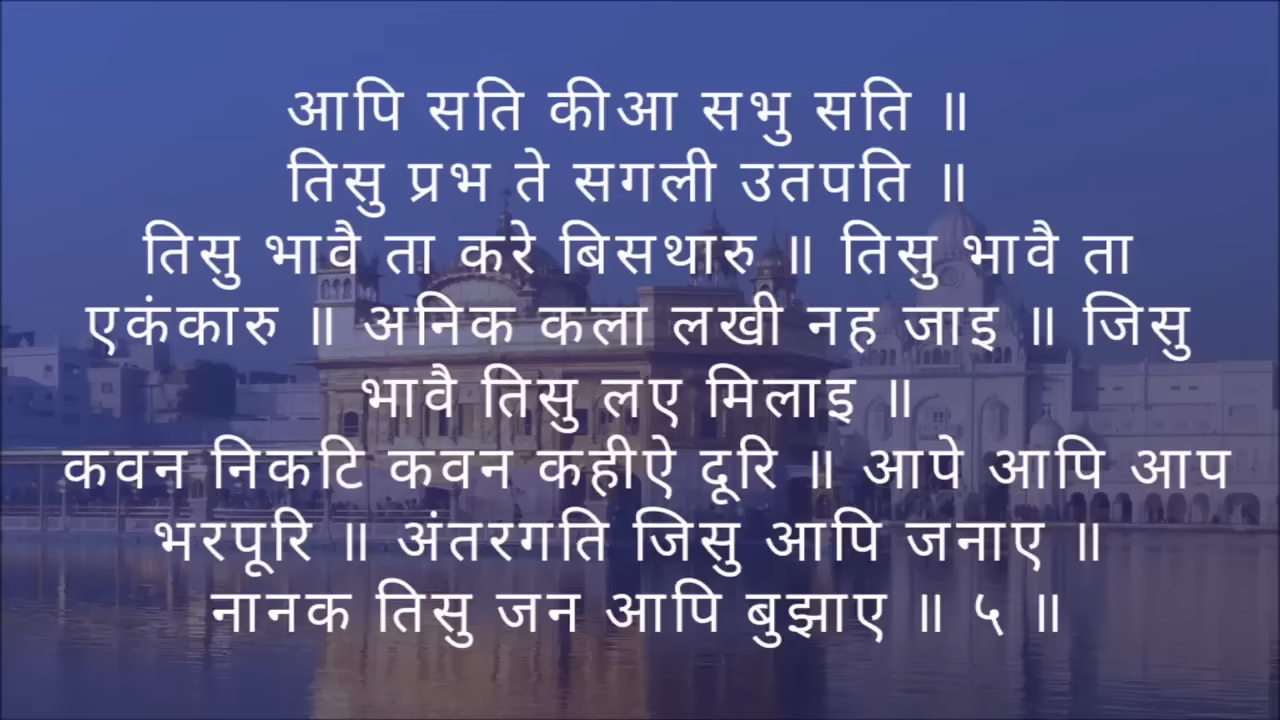 आपि सति कीआ सभु सति ॥
तिसु प्रभ ते सगली उतपति ॥
तिसु भावै ता करे बिसथारु ॥ तिसु भावै ता
एकंकारु ॥ अनिक कला लखी नह जाइ ॥ जिसु
भावै तिसु लए मिलाइ ॥
कवन निकटि कवन कहीऐ दूरि ॥ आपे आपि आप
भरपूरि ॥ अंतरगति जिसु आपि जनाए ॥
नानक तिसु जन आपि बुझाए ॥ ५ ॥